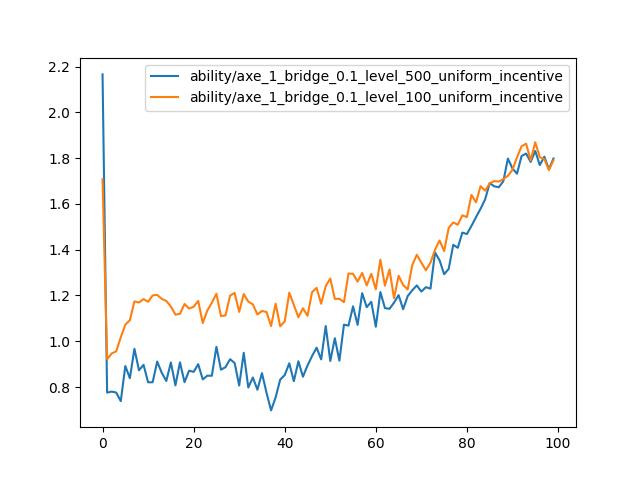 ability/axe_1_bridge_0.1_level_500_uniform_incentive
ability/axe_1_bridge_0.1_level_100_uniform_incentive
2.2
2.0
1.8
1.6
1.4
1.2
1.0
0.8
0 20 40 60 80 100